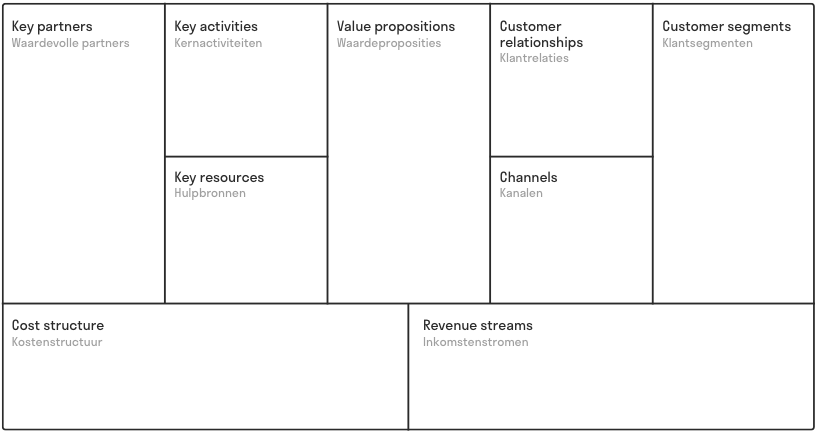 Key partners
Waardevolle partners
Key activities
Kernactiviteiten
Key resources
Hulpbronnen
Value propositions
Waardeproposities
Customer
relationships
Klantrelaties
Channels
Kanalen
Customer segments
Klantsegmenten
Cost structure
Kostenstructuur
Revenue streams
Inkomstenstromen